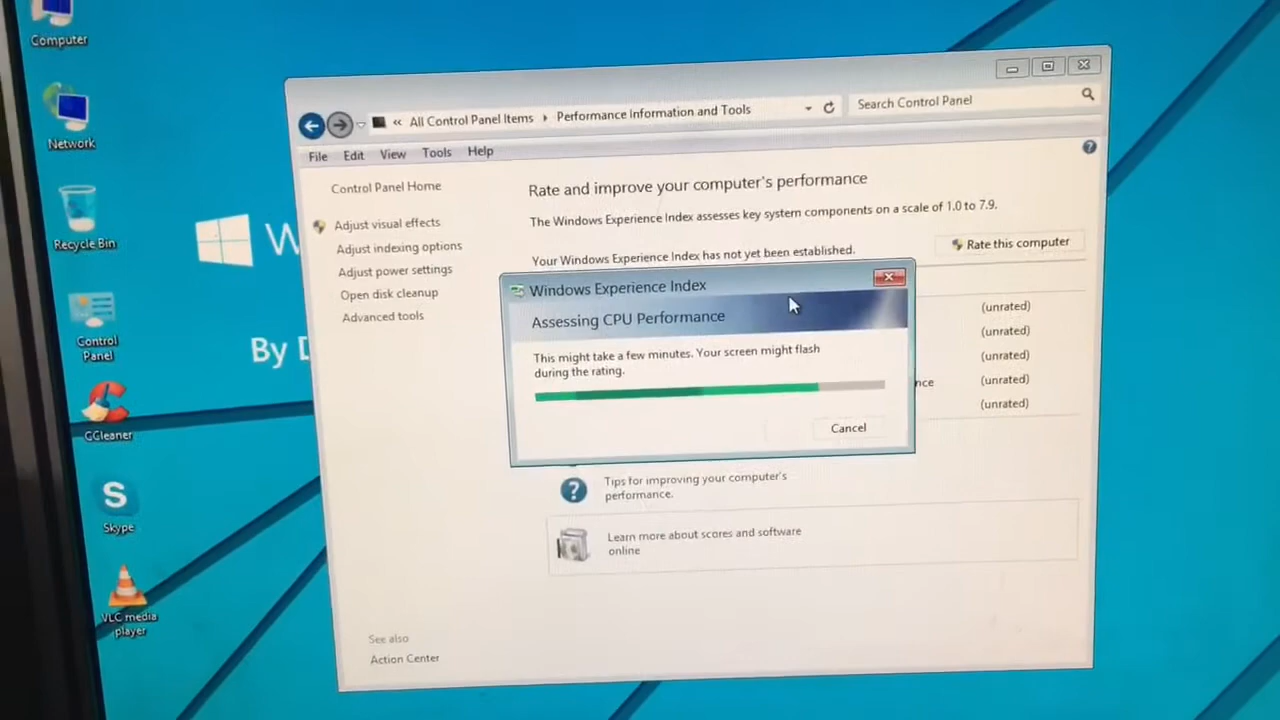 Computer
Network
Recycle Bin
Control
Panel
CCleaner
S
Skype
VLC media
player
W
By D
« All Control Panel Items ▸ Performance Information and Tools
Search Control Panel
File Edit View Tools Help
Control Panel Home
Adjust visual effects
Adjust indexing options
Adjust power settings
Open disk cleanup
Advanced tools
See also
Action Center
Rate and improve your computer's performance
The Windows Experience Index assesses key system components on a scale of 1.0 to 7.9.
Your Windows Experience Index has not yet been established.
Rate this computer
(unrated)
(unrated)
(unrated)
nce (unrated)
(unrated)
Windows Experience Index
Assessing CPU Performance
This might take a few minutes. Your screen might flash
during the rating.
Cancel
? Tips for improving your computer's
performance.
Learn more about scores and software
online